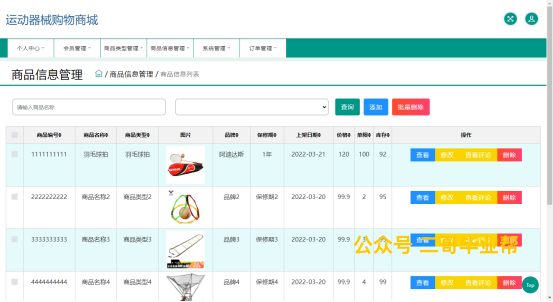 运动器械购物商城
个人中心 会员管理 商品类型管理 商品信息管理 系统管理 订单管理
商品信息管理 / 商品信息管理 / 商品信息列表
请输入商品名称 查询 添加 批量删除
商品编号 商品名称 商品类型 图片 品牌 保修期 上架日期 价格 单限 库存 操作
1111111111 羽毛球拍 羽毛球拍 阿迪达斯 1年 2022-03-21 120 100 92 查看 修改 查看评论 删除
2222222222 商品名称2 商品类型2 品牌2 保修期2 2022-03-20 99.9 2 95 查看 修改 查看评论 删除
3333333333 商品名称3 商品类型3 品牌3 保修期3 2022-03-20 99.9 99 查看 删除
公众号
4444444444 商品名称4 商品类型4 品牌4 保修期4 2022-03-20 99.9 4 99 查看 修改 查看评论 删除
Top